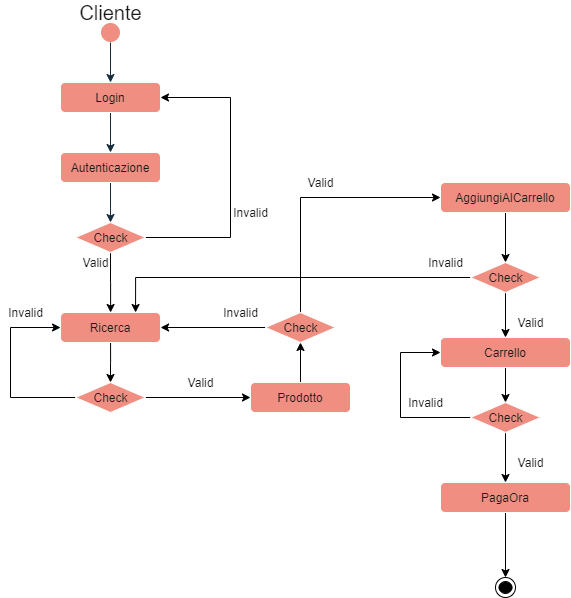 Cliente
Login
Autenticazione
Check
Invalid
Valid
Ricerca
Invalid
Check
Valid
Prodotto
Check
Invalid
Valid
AggiungiAlCarrello
Check
Invalid
Valid
Carrello
Check
Invalid
Valid
PagaOra